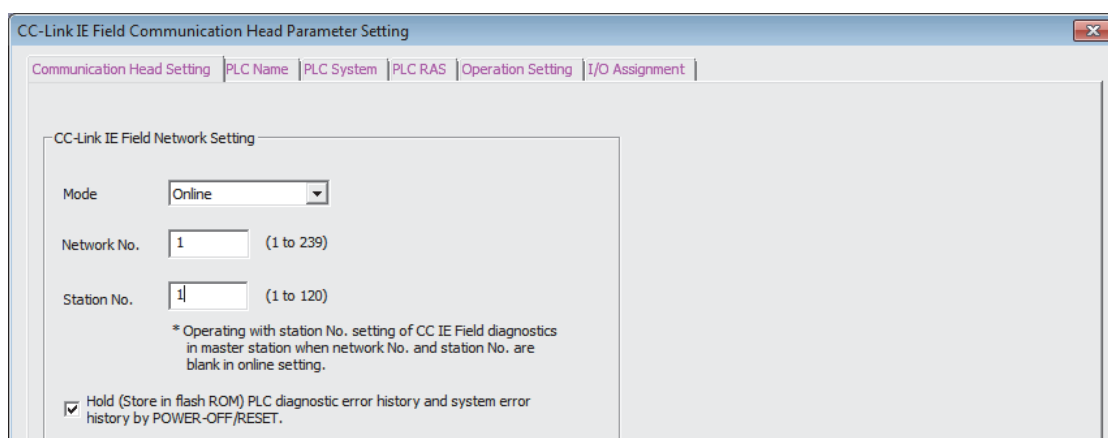 CC-Link IE Field Communication Head Parameter Setting
Communication Head Setting PLC Name PLC System PLC RAS Operation Setting I/O Assignment
CC-Link IE Field Network Setting
Mode Online
Network No. 1 (1 to 239)
Station No. 1 (1 to 120)
* Operating with station No. setting of CC IE Field diagnostics
in master station when network No. and station No. are
blank in online setting.
Hold (Store in flash ROM) PLC diagnostic error history and system error
history by POWER-OFF/RESET.